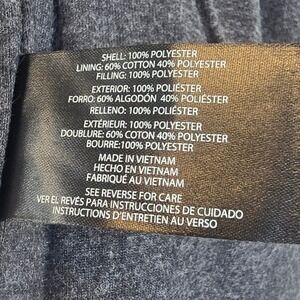 SHELL: 100% POLYESTER
LINING: 60% COTTON 40% POLYESTER
FILLING: 100% POLYESTER
EXTERIOR: 100% POLIÉSTER
FORRO: 60% ALGODÓN 40% POLIÉSTER
RELLENO: 100% POLIÉSTER
EXTÉRIEUR: 100% POLYESTER
DOUBLURE: 60% COTON 40% POLYESTER
BOURRE:100% POLYESTER
MADE IN VIETNAM
HECHO EN VIETNAM
FABRIQUÉ AU VIETNAM
SEE REVERSE FOR CARE
VER EL REVÉS PARA INSTRUCCIONES DE CUIDADO
INSTRUCTIONS D'ENTRETIEN AU VERSO